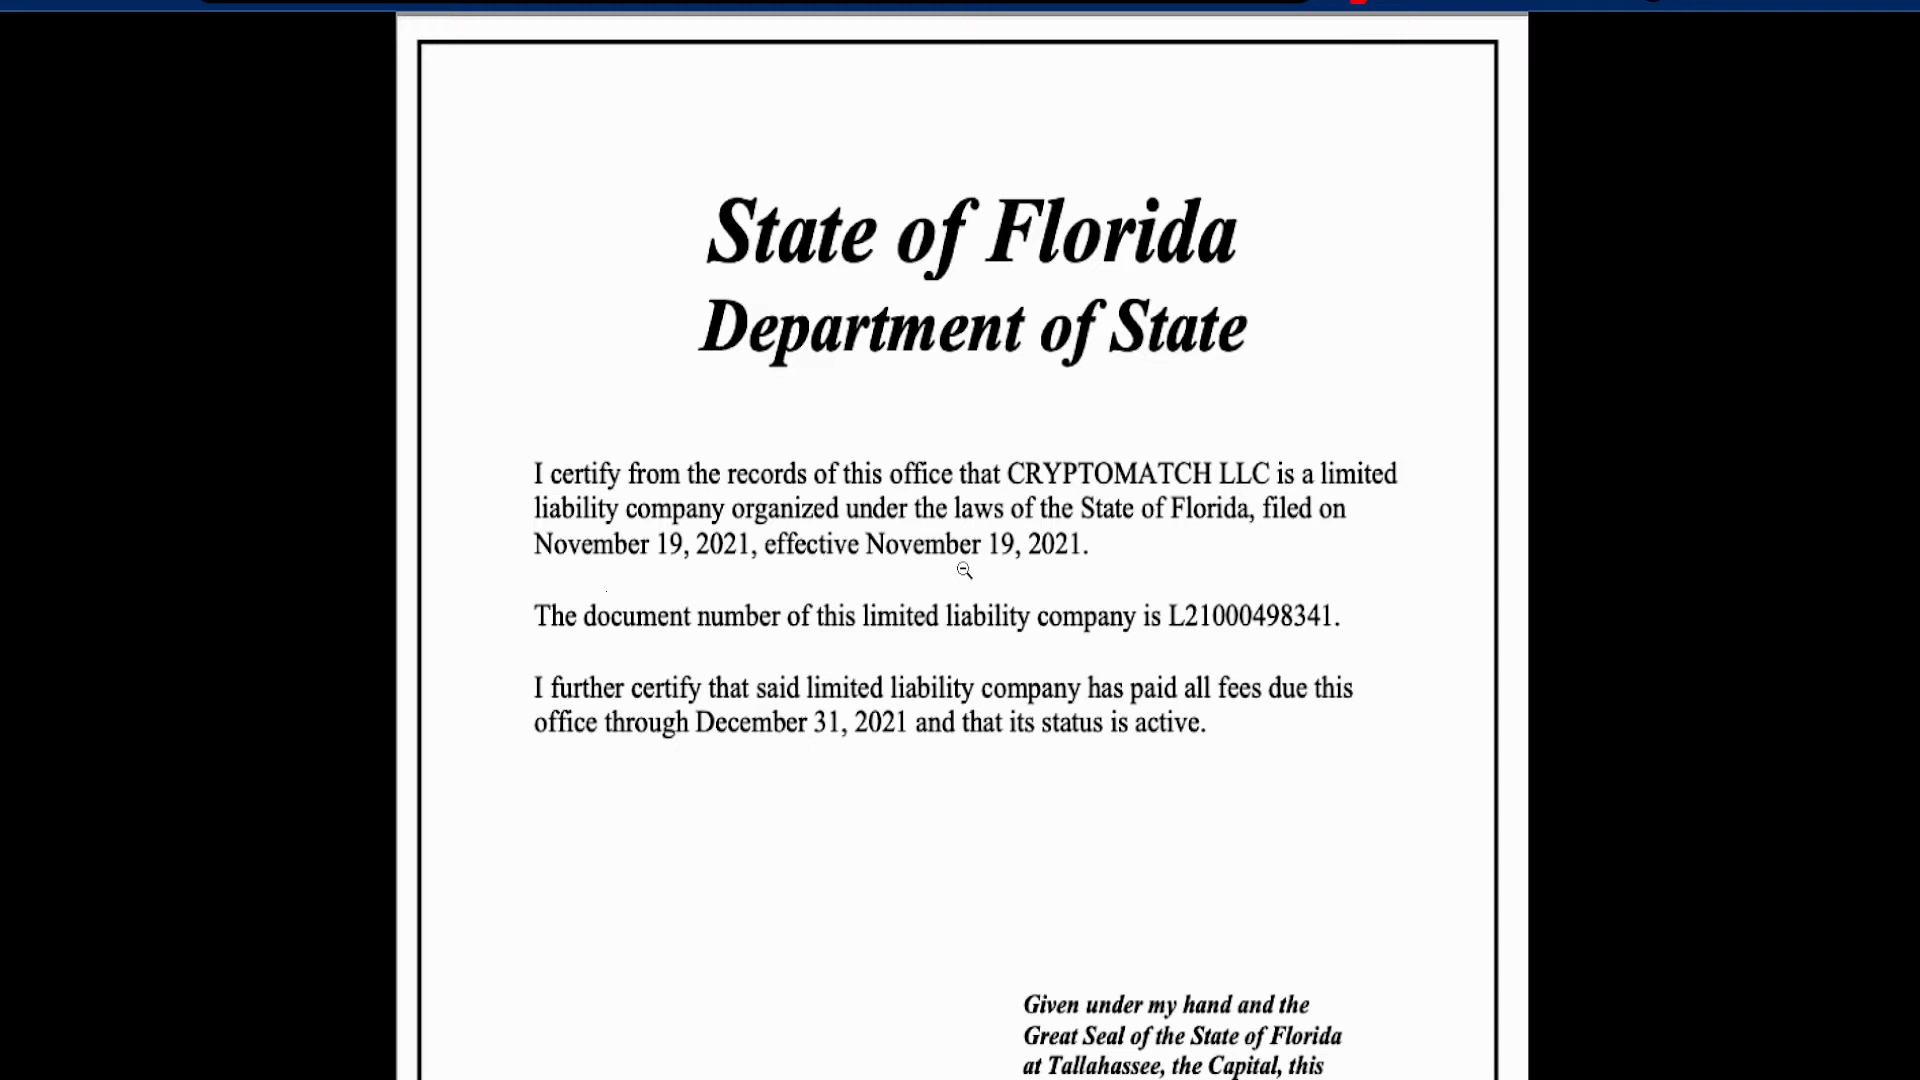 State of Florida
Department of State
I certify from the records of this office that CRYPTOMATCH LLC is a limited
liability company organized under the laws of the State of Florida, filed on
November 19, 2021, effective November 19, 2021.
The document number of this limited liability company is L21000498341.
I further certify that said limited liability company has paid all fees due this
office through December 31, 2021 and that its status is active.
Given under my hand and the
Great Seal of the State of Florida
at Tallahassee, the Capital, this